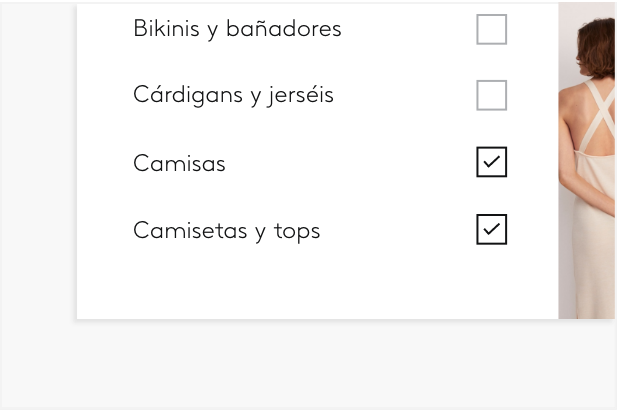 Bikinis y bañadores
Cárdigans y jerséis
Camisas
Camisetas y tops